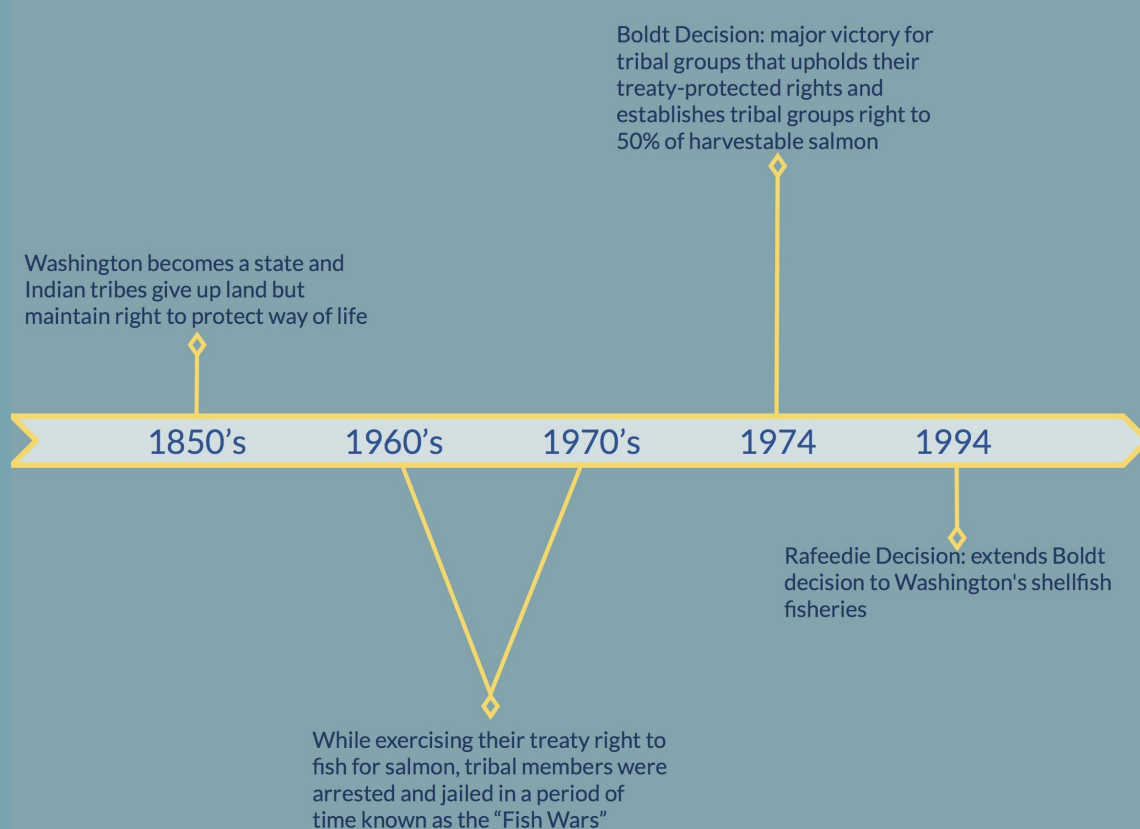 Boldt Decision: major victory for
tribal groups that upholds their
treaty-protected rights and
establishes tribal groups right to
50% of harvestable salmon
Washington becomes a state and
Indian tribes give up land but
maintain right to protect way of life
1850’s
1960’s
1970’s
1974
1994
Rafeedie Decision: extends Boldt
decision to Washington's shellfish
fisheries
While exercising their treaty right to
fish for salmon, tribal members were
arrested and jailed in a period of
time known as the “Fish Wars”